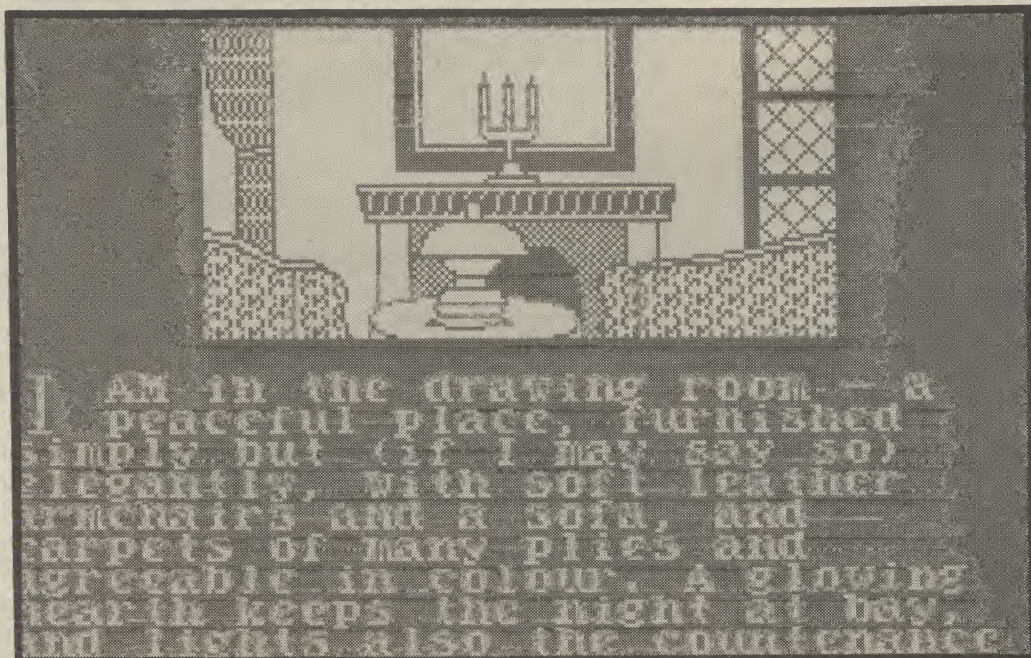 I AM in the drawing room — a
peaceful place, furnished
simply but (if I may say so)
elegantly, with soft leather
armchairs and a sofa, and
carpets of many plies and
agreeable in colour. A glowing
hearth keeps the night at bay,
and lights also the countenance